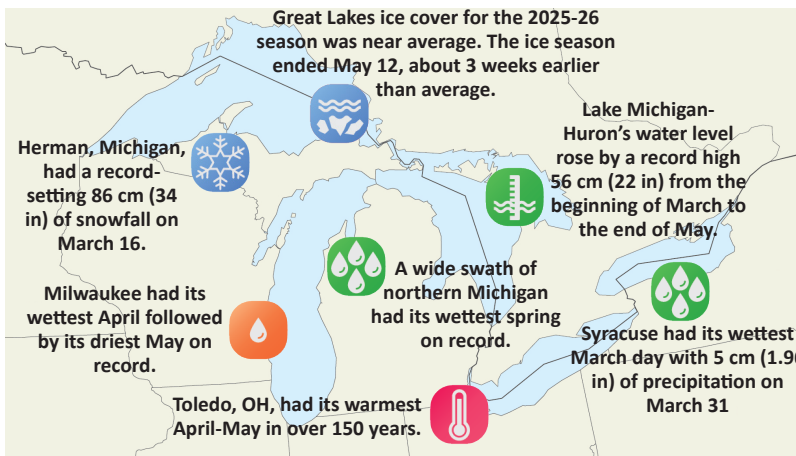 Great Lakes ice cover for the 2025-26
season was near average. The ice season
ended May 12, about 3 weeks earlier
than average.
Herman, Michigan,
had a record-
setting 86 cm (34
in) of snowfall on
March 16.
Lake Michigan-
Huron's water level
rose by a record high
56 cm (22 in) from the
beginning of March to
the end of May.
Milwaukee had its
wettest April followed
by its driest May on
record.
A wide swath of
northern Michigan
had its wettest spring
on record.
Syracuse had its wettest
March day with 5 cm (1.96
in) of precipitation on
March 31
Toledo, OH, had its warmest
April-May in over 150 years.